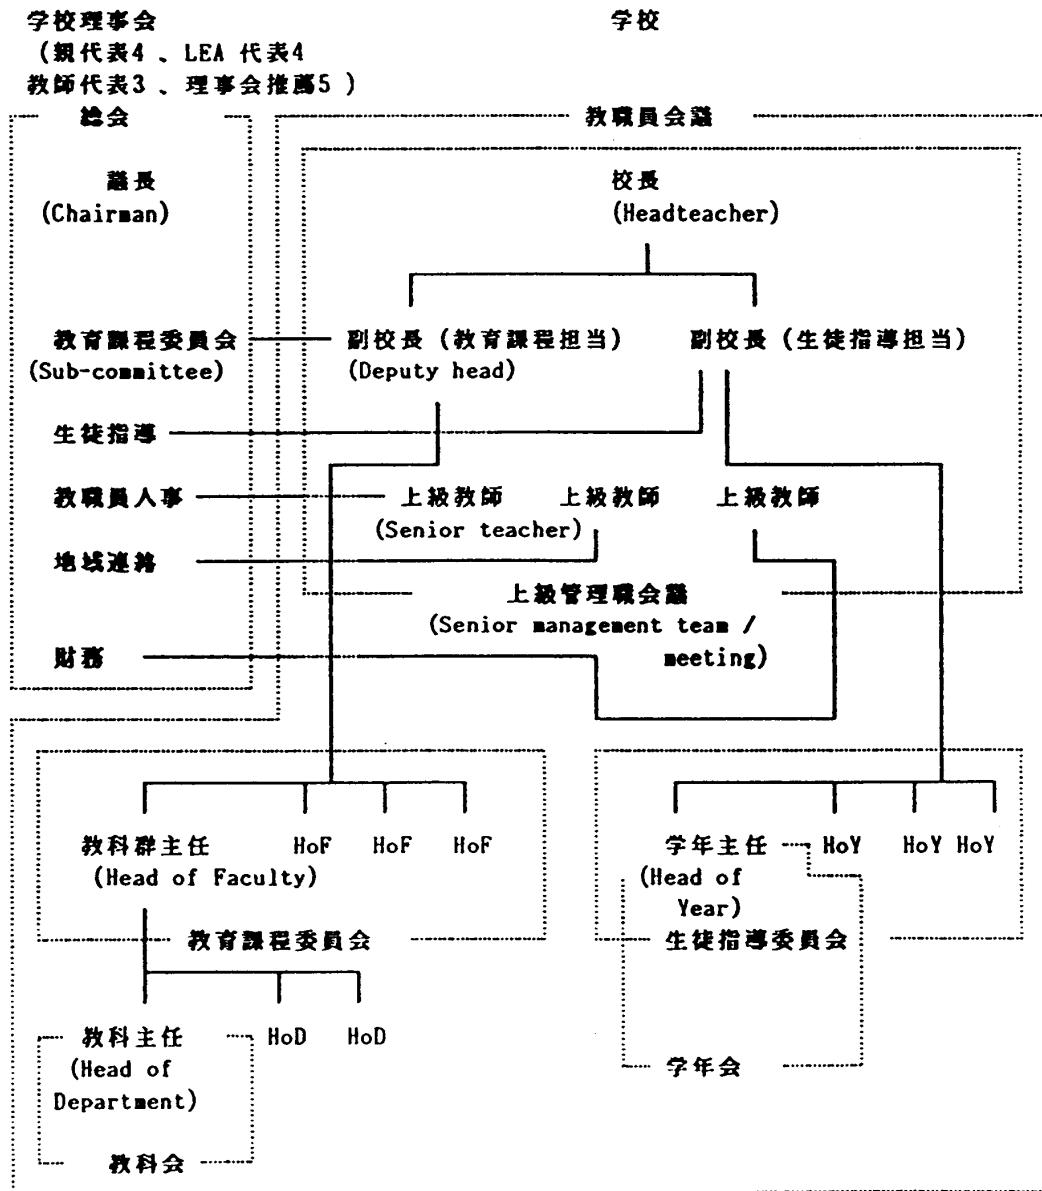 学校理事会 学校
(親代表4 、LEA 代表4
教師代表3 、理事会推薦5 )
総会 教職員会議
議長 校長
(Chairman) (Headteacher)
教育課程委員会 副校長 (教育課程担当) 副校長 (生徒指導担当)
(Sub-committee) (Deputy head)
生徒指導
教職員人事 上級教師 上級教師 上級教師
(Senior teacher)
地域連絡
上級管理職会議
(Senior management team /
財務 meeting)
教科群主任 HoF HoF HoF 学年主任 HoY HoY HoY
(Head of Faculty) (Head of
Year)
教育課程委員会 生徒指導委員会
教科主任 HoD HoD
(Head of 学年会
Department)
教科会